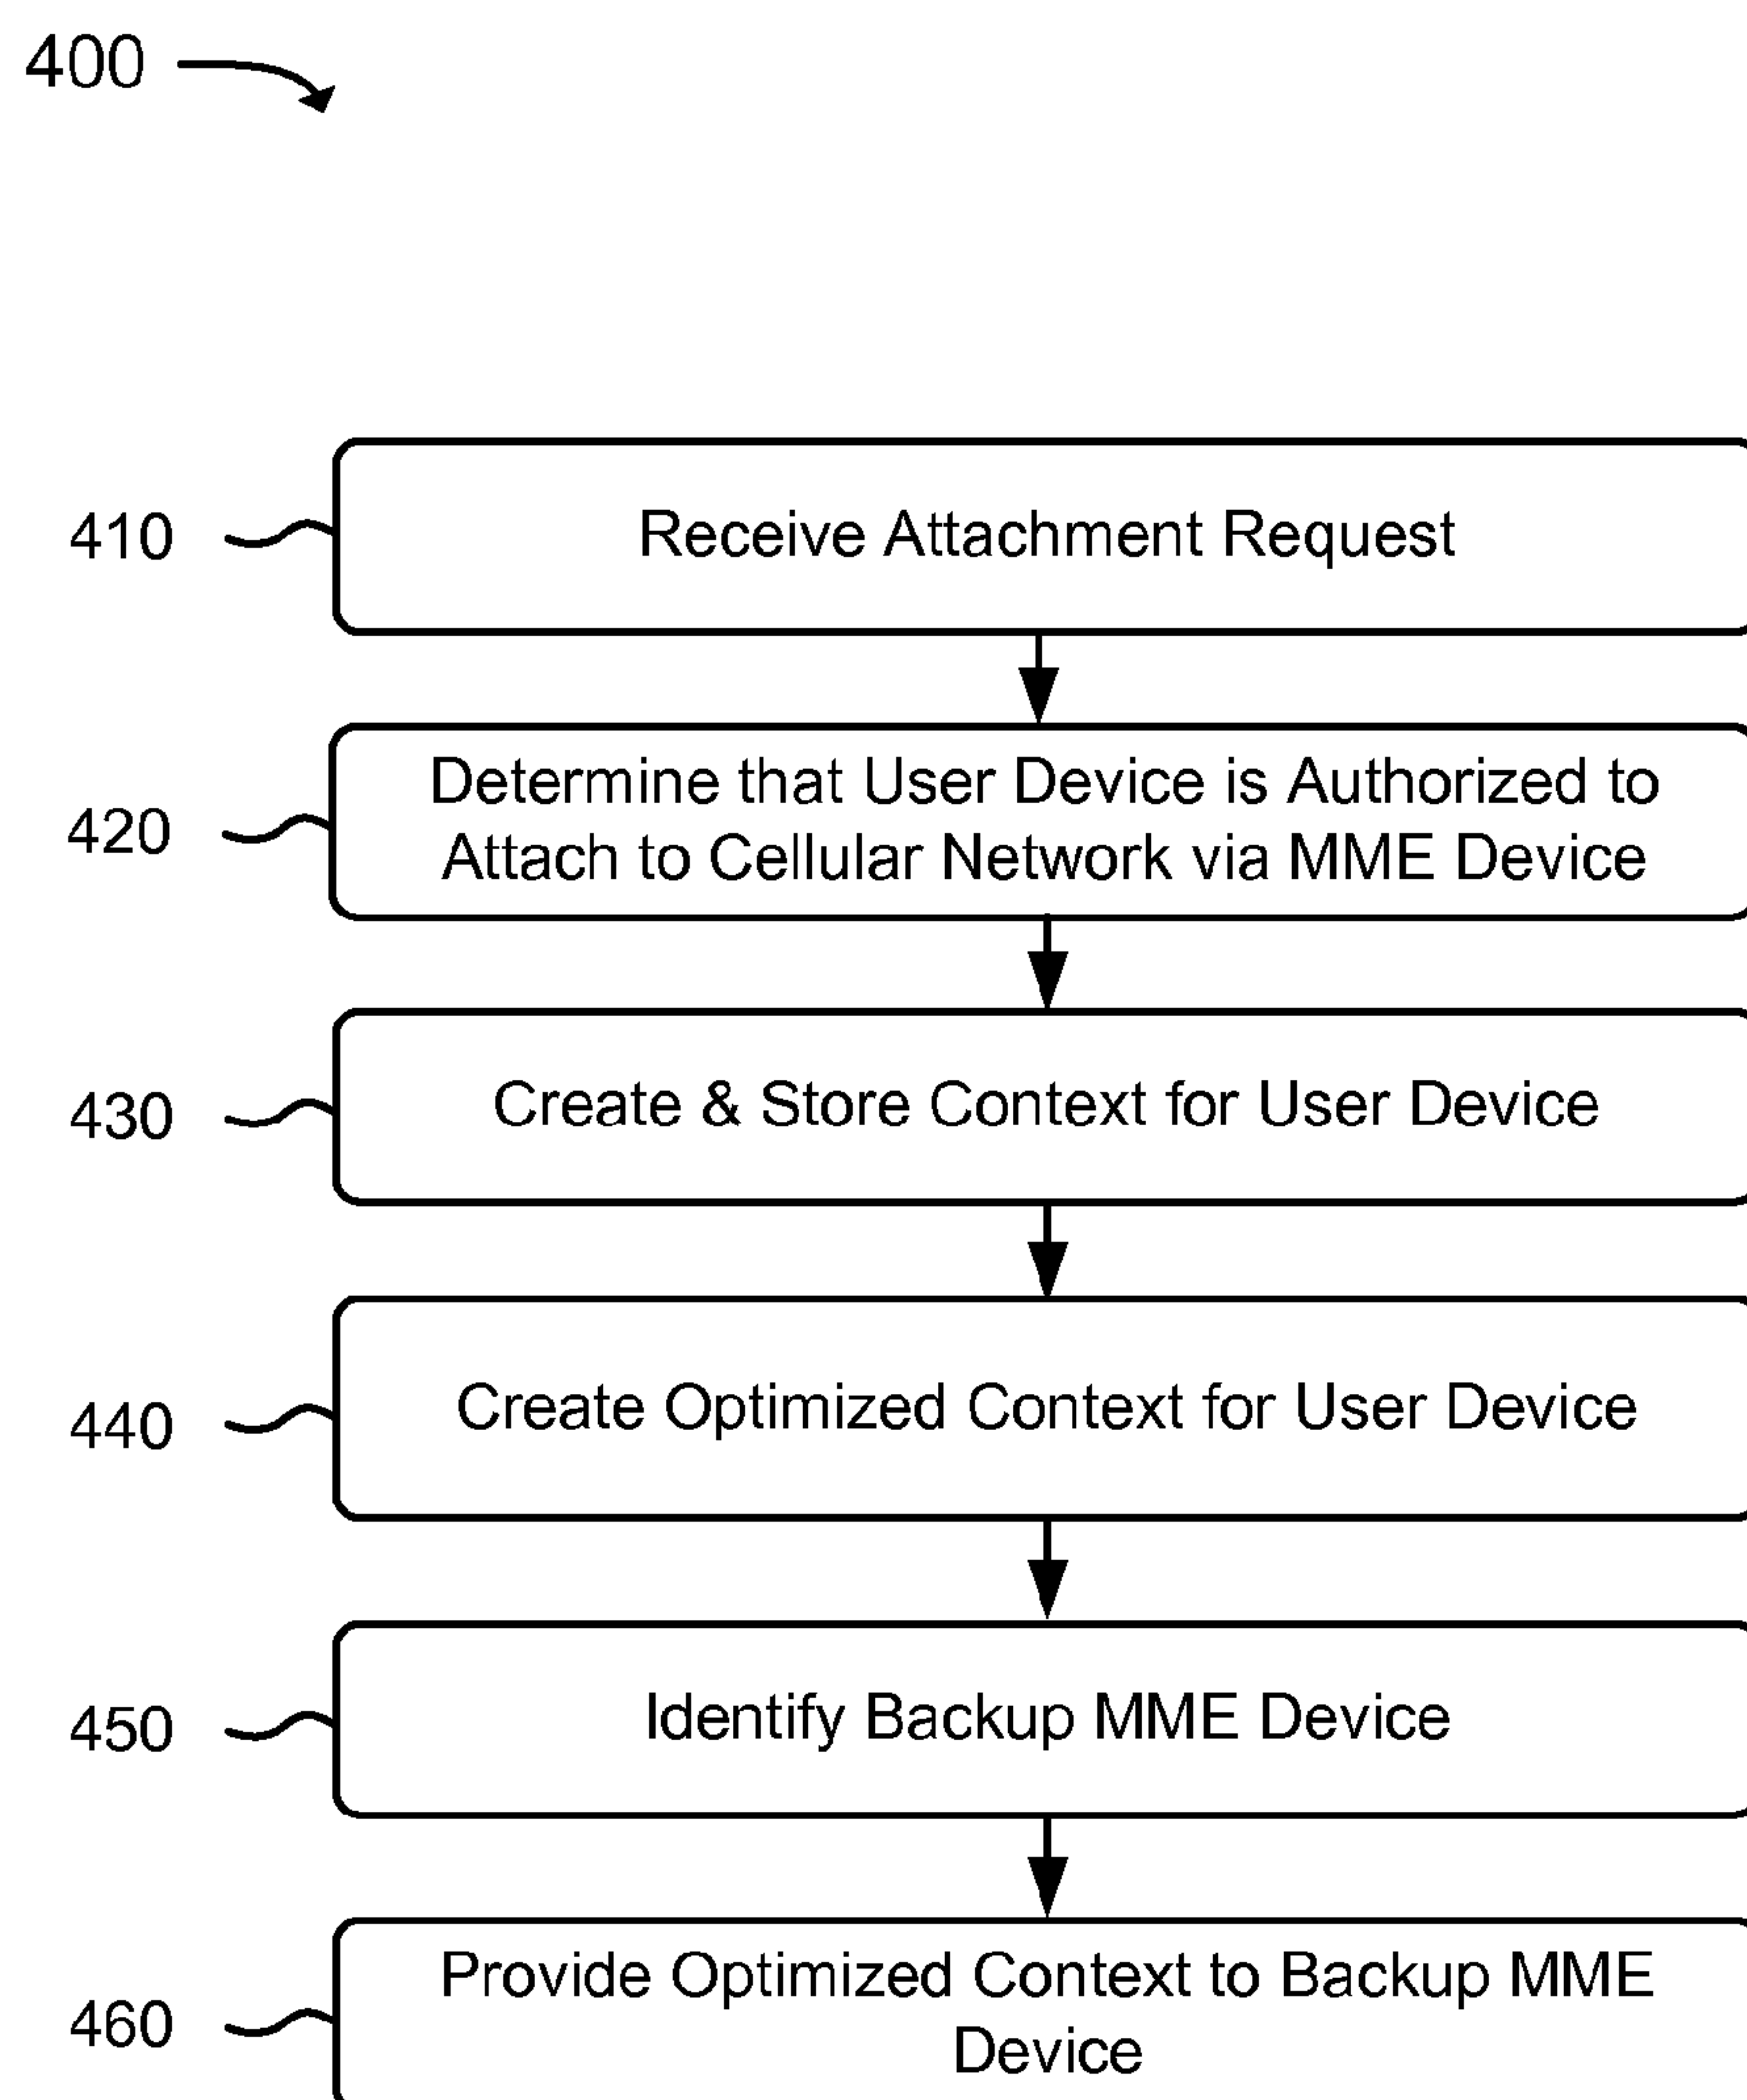 400
410
Receive Attachment Request
420
Determine that User Device is Authorized to
Attach to Cellular Network via MME Device
430
Create & Store Context for User Device
440
Create Optimized Context for User Device
450
Identify Backup MME Device
460
Provide Optimized Context to Backup MME
Device